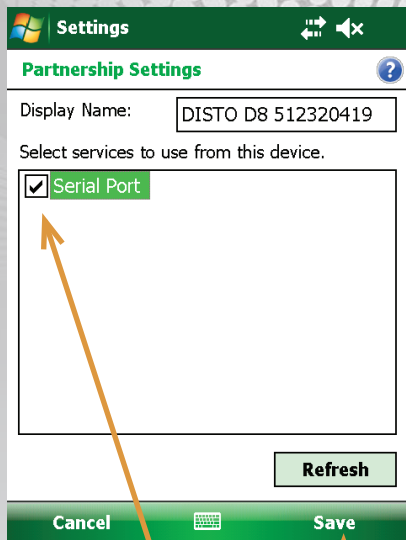 Settings
Partnership Settings
Display Name: DISTO D8 512320419
Select services to use from this device.
Serial Port
Refresh
Cancel Save